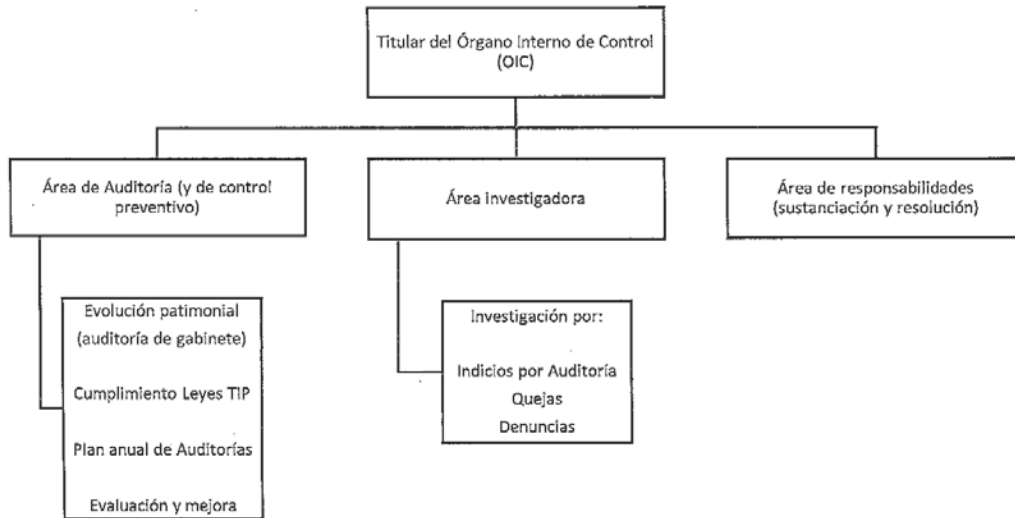 Titular del Órgano Interno de Control
(OIC)
Área de Auditoría (y de control
preventivo)
Área Investigadora
Área de responsabilidades
(sustanciación y resolución)
Evolución patimonial
(auditoría de gabinete)
Cumplimiento Leyes TIP
Plan anual de Auditorías
Evaluación y mejora
Investigación por:
Indicios por Auditoría
Quejas
Denuncias